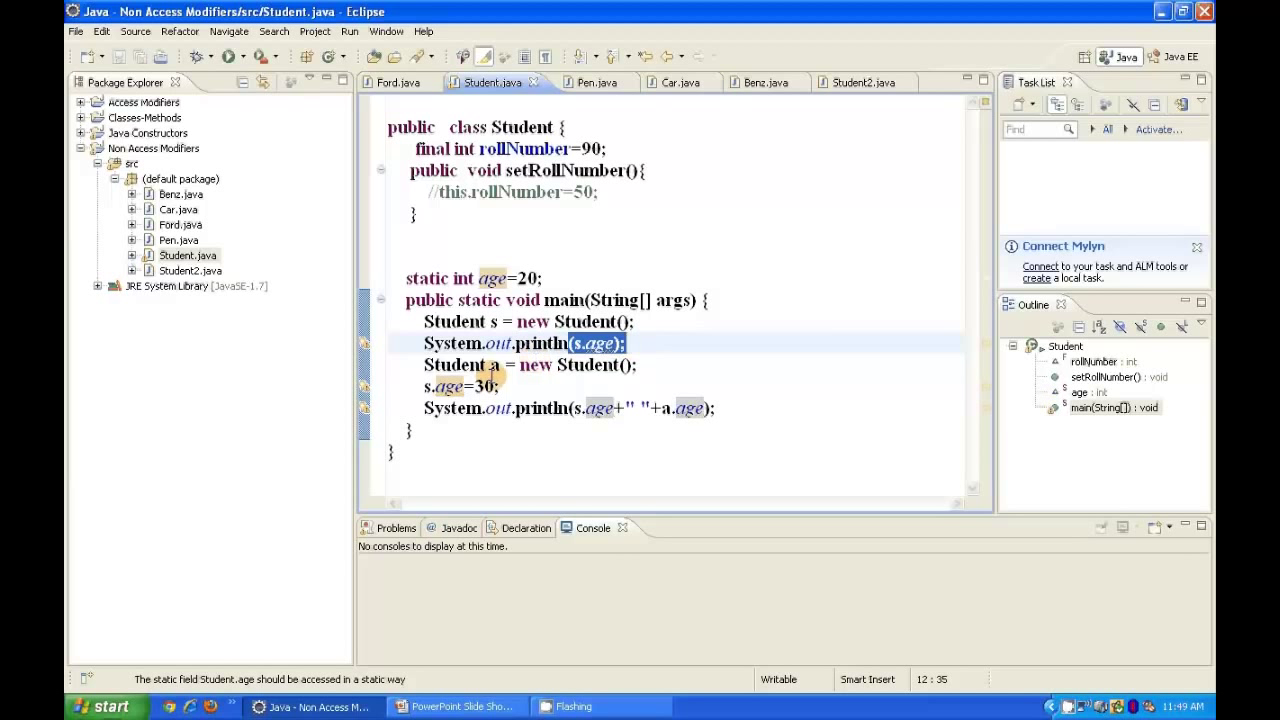 Java - Non Access Modifiers/src/Student.java - Eclipse
File Edit Source Refactor Navigate Search Project Run Window Help
Java Java EE
Package Explorer
Access Modifiers
Classes-Methods
Java Constructors
Non Access Modifiers
src
(default package)
Benz.java
Car.java
Ford.java
Pen.java
Student.java
Student2.java
JRE System Library [JavaSE-1.7]
Ford.java Student.java Pen.java Car.java Benz.java Student2.java
public class Student {
final int rollNumber=90;
public void setRollNumber(){
//this.rollNumber=50;
}
static int age=20;
public static void main(String[] args) {
Student s = new Student();
System.out.println(s.age);
Student a = new Student();
s.age=30;
System.out.println(s.age+" "+a.age);
}
}
Task List
Find All Activate...
Connect Mylyn
Connect to your task and ALM tools or
create a local task.
Outline
Student
rollNumber : int
setRollNumber() : void
age : int
main(String[]) : void
Problems Javadoc Declaration Console
No consoles to display at this time.
The static field Student.age should be accessed in a static way Writable Smart Insert 12 : 35
start Java - Non Access M... PowerPoint Slide Sho... Flashing 11:49 AM